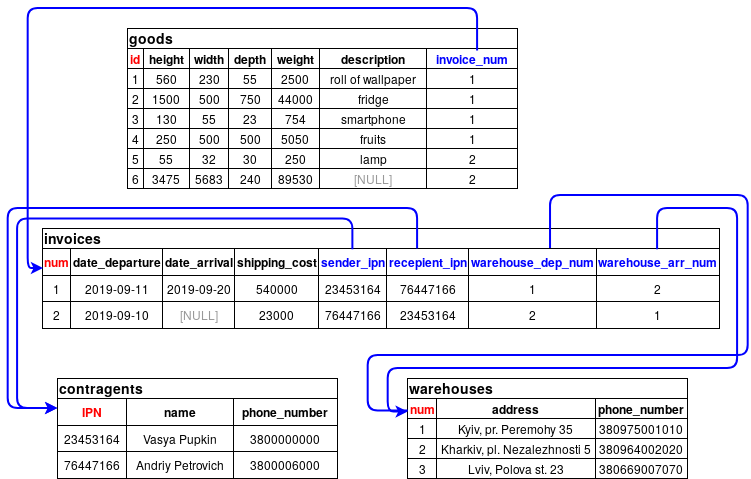 goods
id height width depth weight description invoice_num
1 560 230 55 2500 roll of wallpaper 1
2 1500 500 750 44000 fridge 1
3 130 55 23 754 smartphone 1
4 250 500 500 5050 fruits 1
5 55 32 30 250 lamp 2
6 3475 5683 240 89530 [NULL] 2
invoices
num date_departure date_arrival shipping_cost sender_ipn recepient_ipn warehouse_dep_num warehouse_arr_num
1 2019-09-11 2019-09-20 540000 23453164 76447166 1 2
2 2019-09-10 [NULL] 23000 76447166 23453164 2 1
contragents
IPN name phone_number
23453164 Vasya Pupkin 3800000000
76447166 Andriy Petrovich 3800006000
warehouses
num address phone_number
1 Kyiv, pr. Peremohy 35 380975001010
2 Kharkiv, pl. Nezalezhnosti 5 380964002020
3 Lviv, Polova st. 23 380669007070